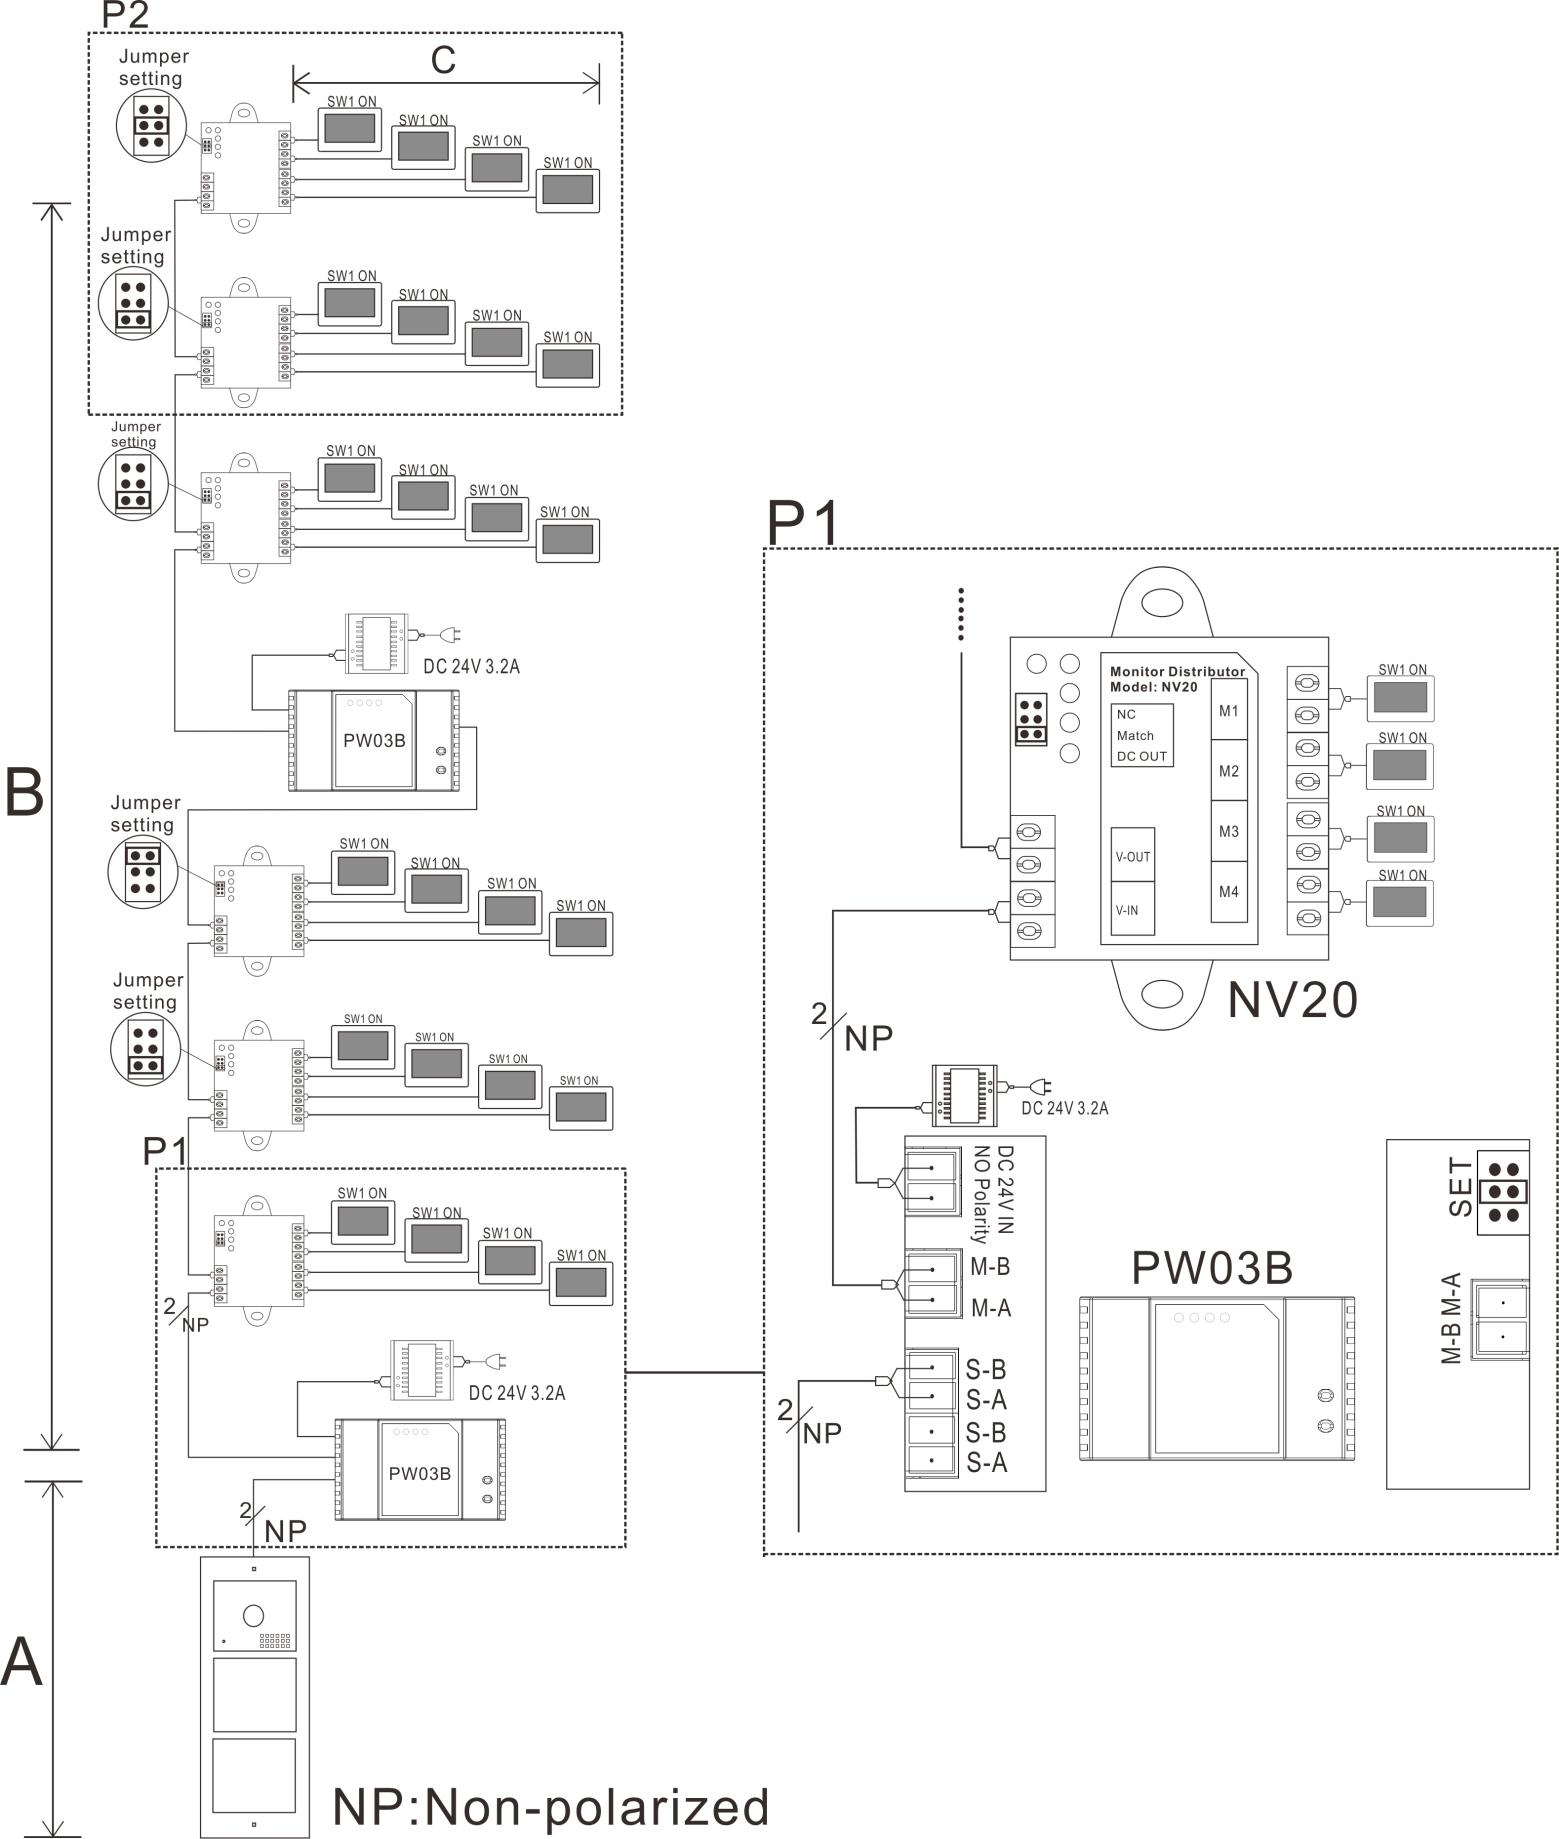 P2
Jumper
setting
C
SW1 ON
SW1 ON
SW1 ON
SW1 ON
Jumper
setting
SW1 ON
SW1 ON
SW1 ON
SW1 ON
Jumper
setting
SW1 ON
SW1 ON
SW1 ON
SW1 ON
DC 24V 3.2A
PW03B
B
Jumper
setting
SW1 ON
SW1 ON
SW1 ON
SW1 ON
Jumper
setting
SW1 ON
SW1 ON
SW1 ON
SW1 ON
P1
SW1 ON
SW1 ON
SW1 ON
SW1 ON
2
NP
DC 24V 3.2A
PW03B
2
NP
A
NP:Non-polarized
P1
Monitor Distributor
Model: NV20
NC
Match
DC OUT
M1
M2
M3
M4
V-OUT
V-IN
SW1 ON
SW1 ON
SW1 ON
SW1 ON
NV20
2
NP
DC 24V 3.2A
DC 24V IN
NO Polarity
M-B
M-A
S-B
S-A
S-B
S-A
2
NP
PW03B
SET
M-B M-A